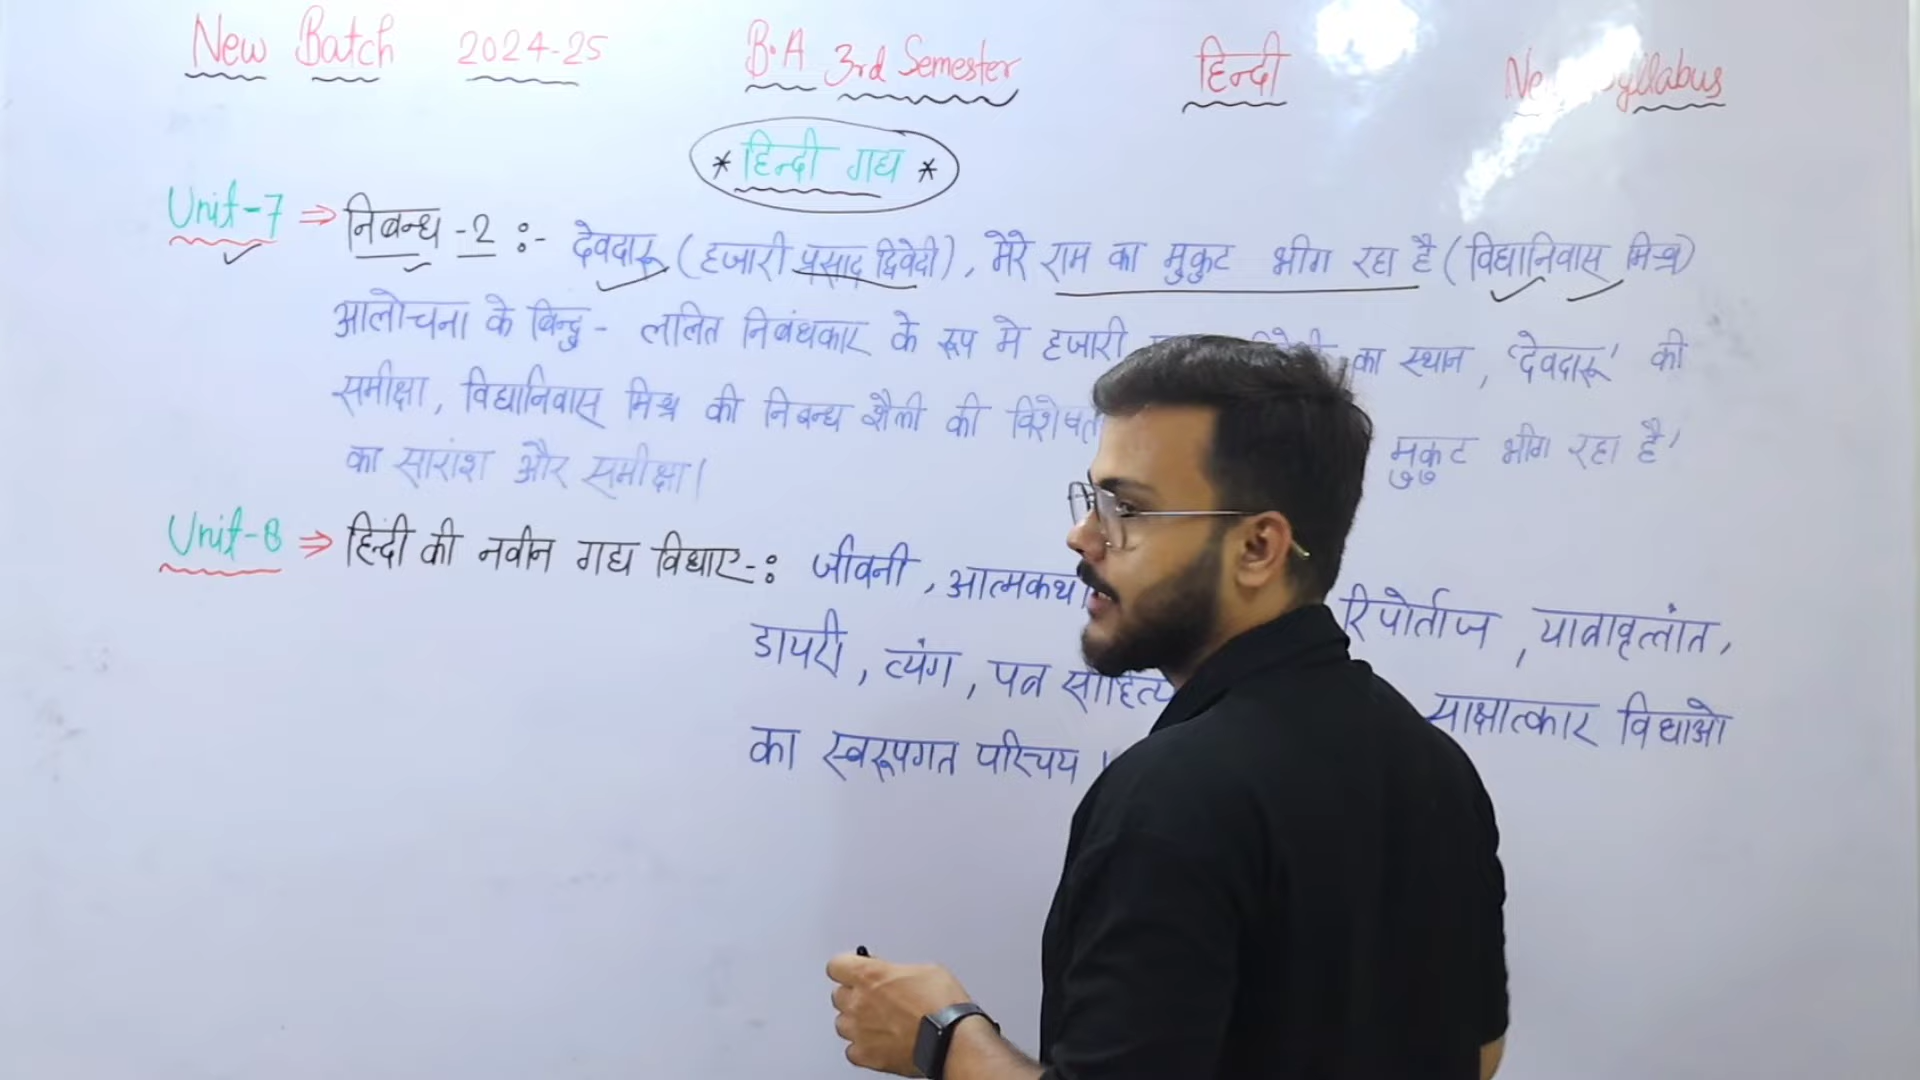 New Batch 2024-25 B.A 3rd Semester हिन्दी Syllabus
* हिन्दी गद्य *
Unit-7 ⇒ निबन्ध -2 :- देवदारू (हजारी प्रसाद द्विवेदी), मेरे राम का मुकुट भीग रहा है (विद्यानिवास मिश्र)
आलोचना के बिन्दु - ललित निबंधकार के रूप मे हजारी का स्थान, 'देवदारू' की
समीक्षा, विद्यानिवास मिश्र की निबन्ध शैली की मुकुट भीग रहा है'
का सारांश और समीक्षा।
Unit-8 ⇒ हिंदी की नवीन गद्य विधाए-: जीवनी, आत्मकथा रिपोर्ताज, यात्रावृत्तांत,
डायरी, व्यंग, पत्र साहित्य साक्षात्कार विधाओ
का स्वरूपगत परिचय।